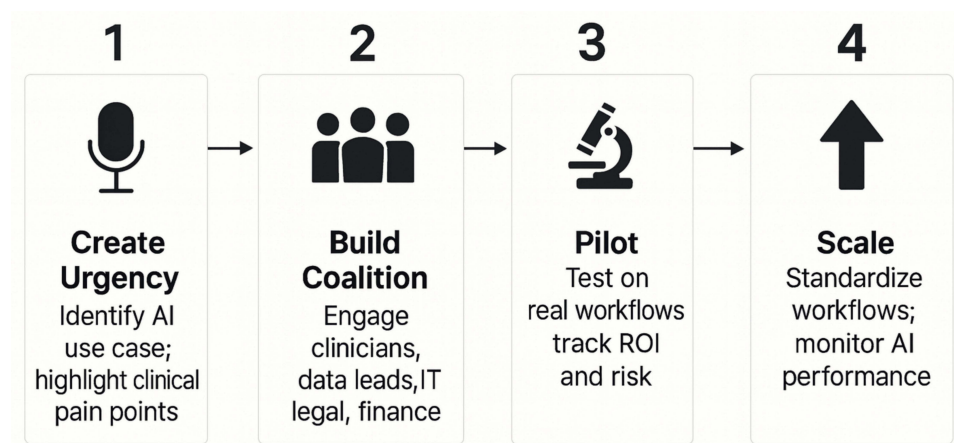 1
Create
Urgency
Identify AI
use case;
highlight clinical
pain points
2
Build
Coalition
Engage
clinicians,
data leads,IT
legal, finance
3
Pilot
Test on
real workflows
track ROI
and risk
4
Scale
Standardize
workflows;
monitor AI
performance